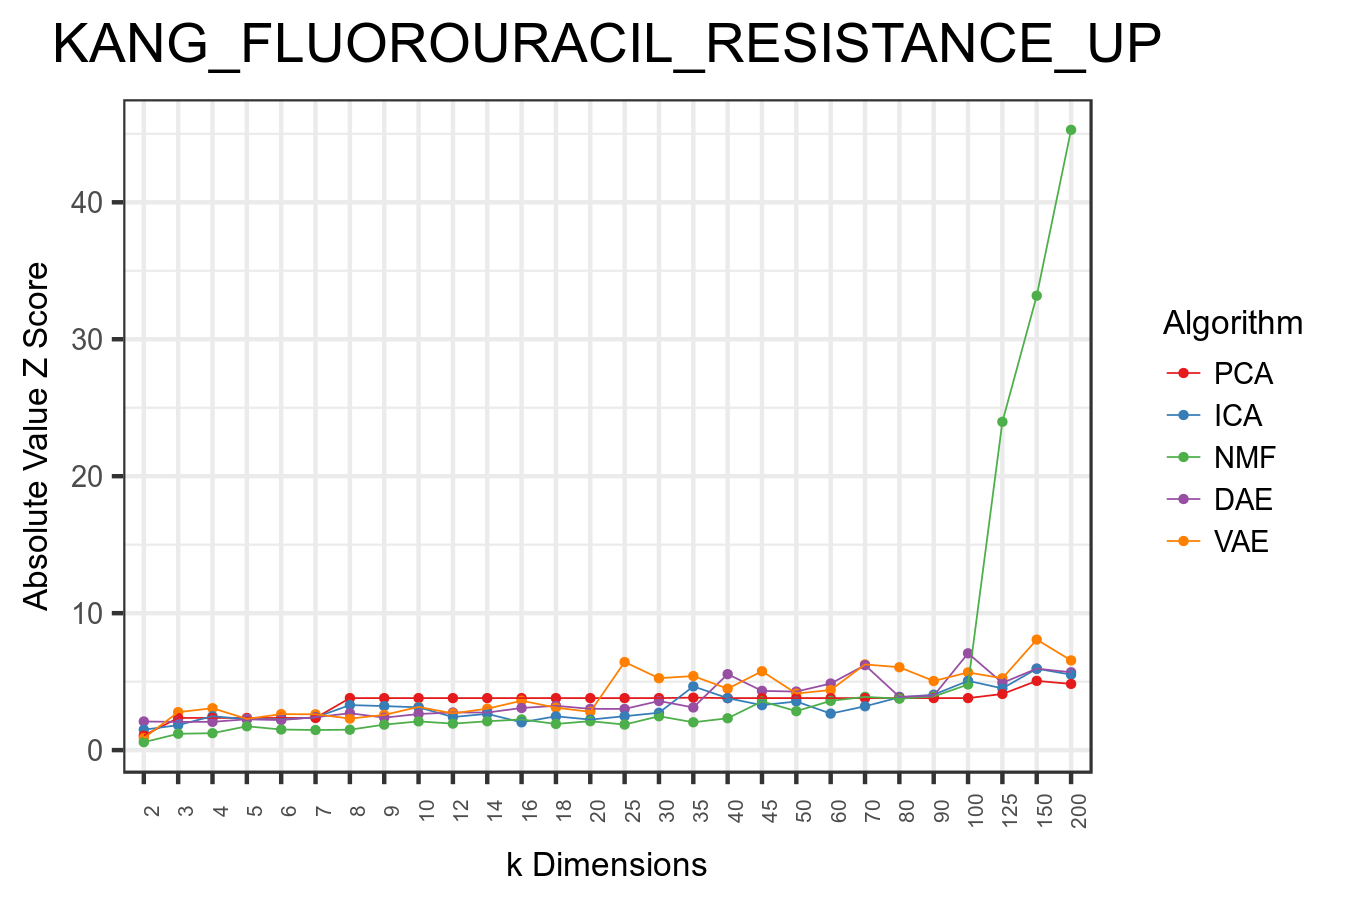 KANG_FLUOROURACIL_RESISTANCE_UP
Absolute Value Z Score
40
30
20
10
0
2 3 4 5 6 7 8 9 10 12 14 16 18 20 25 30 35 40 45 50 60 70 80 90 100 125 150 200
k Dimensions
Algorithm
PCA
ICA
NMF
DAE
VAE